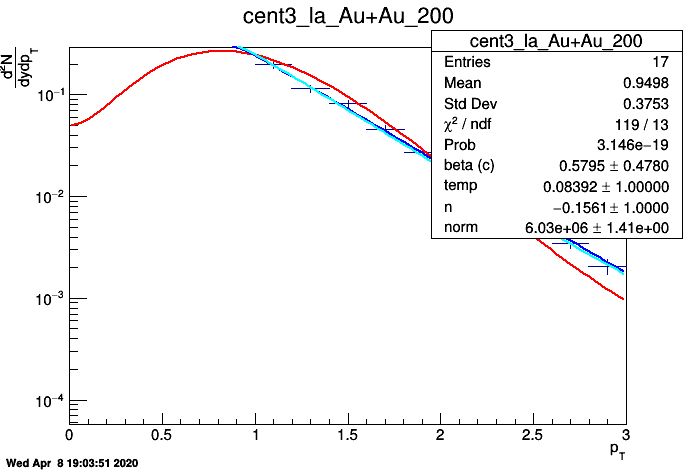 cent3_la_Au+Au_200
d²N
dydp_T
cent3_la_Au+Au_200
Entries 17
Mean 0.9498
Std Dev 0.3753
χ² / ndf 119 / 13
Prob 3.146e−19
beta (c) 0.5795 ± 0.4780
temp 0.08392 ± 1.00000
n −0.1561 ± 1.0000
norm 6.03e+06 ± 1.41e+00
10⁻¹
10⁻²
10⁻³
10⁻⁴
0 0.5 1 1.5 2 2.5 3
p_T
Wed Apr 8 19:03:51 2020